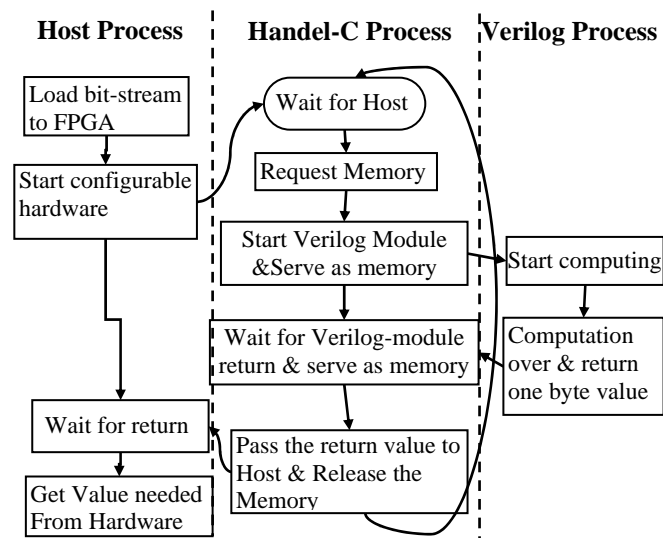 Host Process
Handel-C Process
Verilog Process
Load bit-stream
to FPGA
Start configurable
hardware
Wait for return
Get Value needed
From Hardware
Wait for Host
Request Memory
Start Verilog Module
&Serve as memory
Wait for Verilog-module
return & serve as memory
Pass the return value to
Host & Release the
Memory
Start computing
Computation
over & return
one byte value